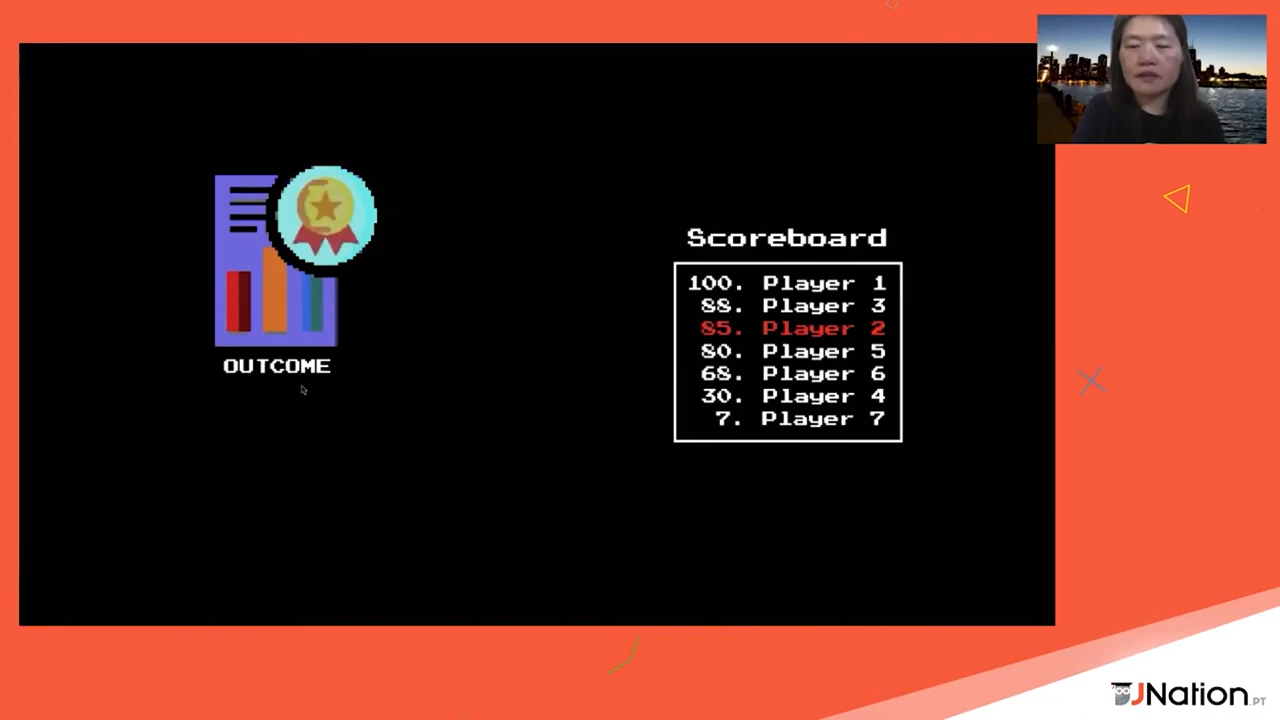 OUTCOME
Scoreboard
100. Player 1
88. Player 3
85. Player 2
80. Player 5
68. Player 6
30. Player 4
7. Player 7
JNation.PT